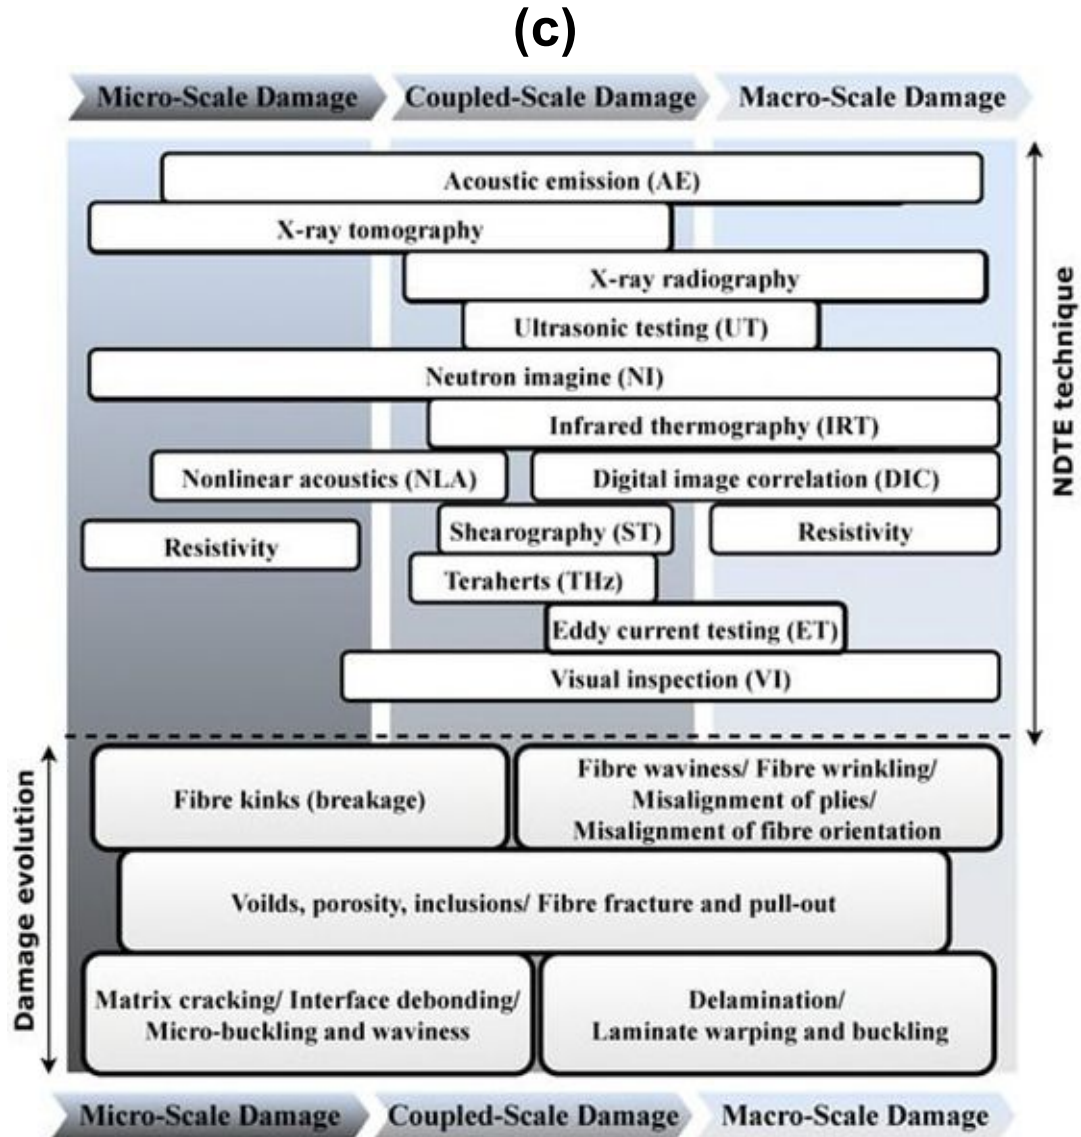 (c)
Micro-Scale Damage
Coupled-Scale Damage
Macro-Scale Damage
Acoustic emission (AE)
X-ray tomography
X-ray radiography
Ultrasonic testing (UT)
Neutron imagine (NI)
Infrared thermography (IRT)
Nonlinear acoustics (NLA)
Digital image correlation (DIC)
Shearography (ST)
Resistivity
Resistivity
Teraherts (THz)
Eddy current testing (ET)
Visual inspection (VI)
NDTE technique
Fibre kinks (breakage)
Fibre waviness/ Fibre wrinkling/
Misalignment of plies/
Misalignment of fibre orientation
Voilds, porosity, inclusions/ Fibre fracture and pull-out
Matrix cracking/ Interface debonding/
Micro-buckling and waviness
Delamination/
Laminate warping and buckling
Damage evolution
Micro-Scale Damage
Coupled-Scale Damage
Macro-Scale Damage